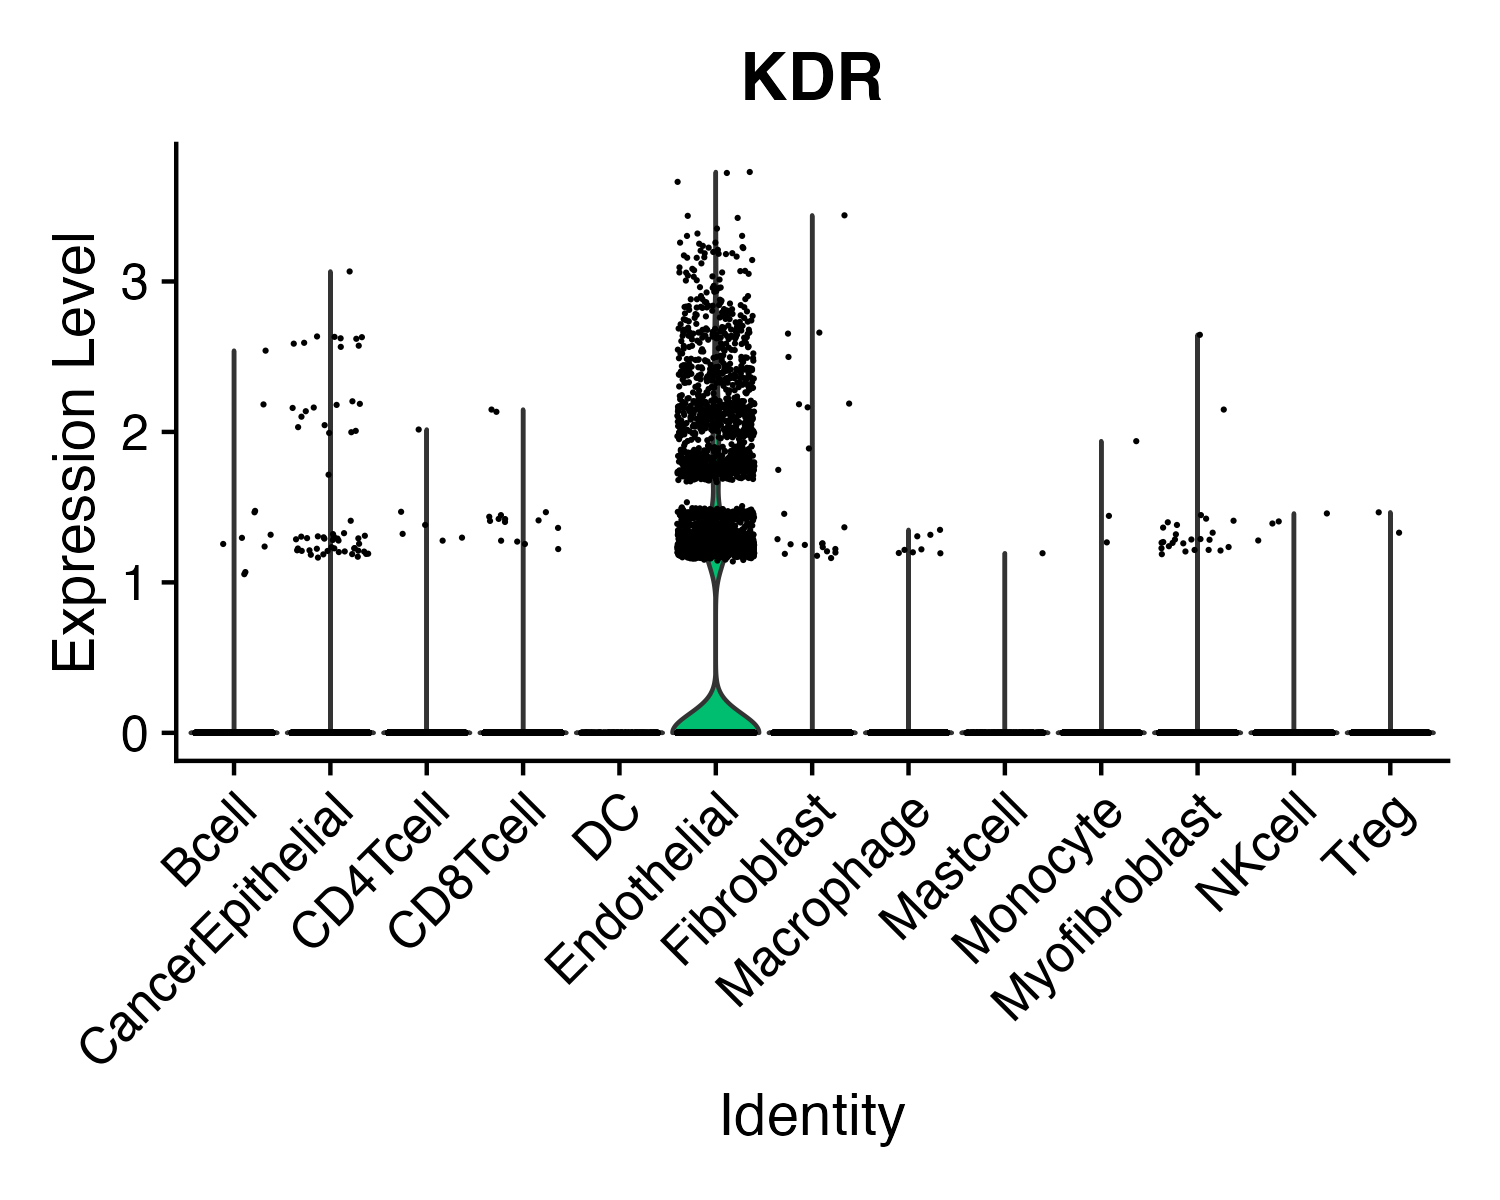 KDR
Expression Level
3
2
1
0
Bcell
CancerEpithelial
CD4Tcell
CD8Tcell
DC
Endothelial
Fibroblast
Macrophage
Mastcell
Monocyte
Myofibroblast
NKcell
Treg
Identity